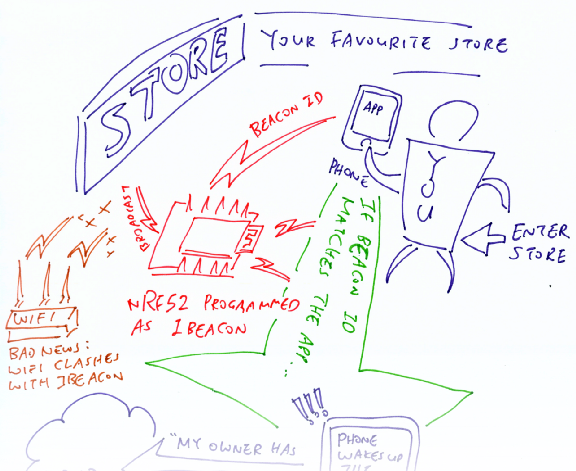 STORE
YOUR FAVOURITE STORE
BEACON ID
APP
PHONE
YOU
ENTER
STORE
BROADCAST
IF BEACON ID
MATCHES THE APP...
nRF52 PROGRAMMED
AS IBEACON
WIFI
BAD NEWS:
WIFI CLASHES
WITH IBEACON
!!!
"MY OWNER HAS
PHONE
WAKES UP